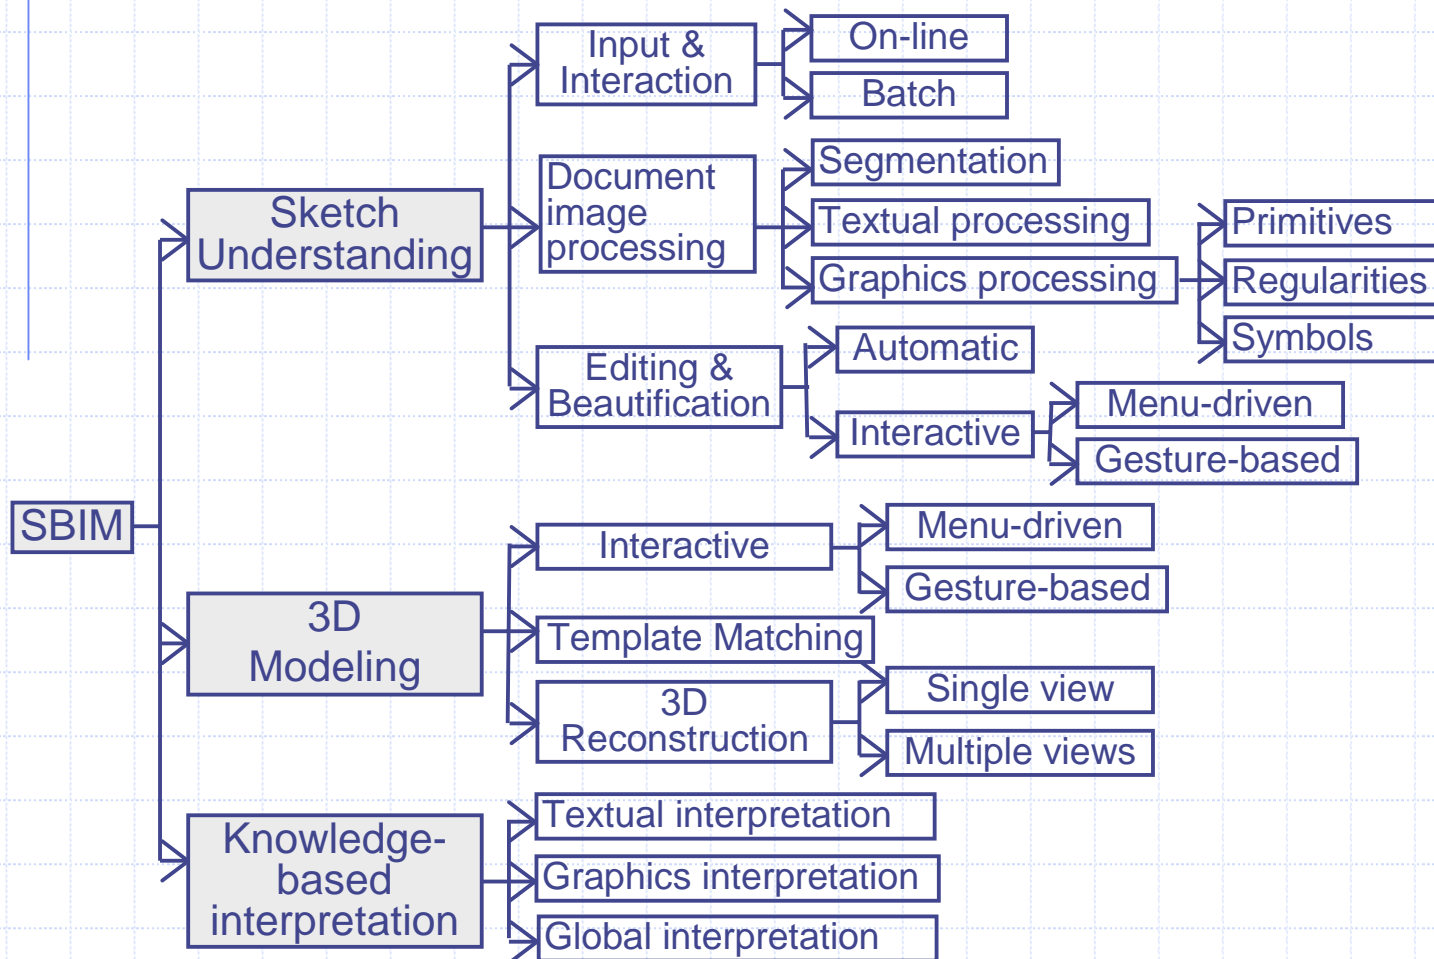 SBIM
Sketch
Understanding
Input &
Interaction
On-line
Batch
Document
image
processing
Segmentation
Textual processing
Graphics processing
Primitives
Regularities
Symbols
Editing &
Beautification
Automatic
Interactive
Menu-driven
Gesture-based
3D
Modeling
Interactive
Menu-driven
Gesture-based
Template Matching
3D
Reconstruction
Single view
Multiple views
Knowledge-
based
interpretation
Textual interpretation
Graphics interpretation
Global interpretation